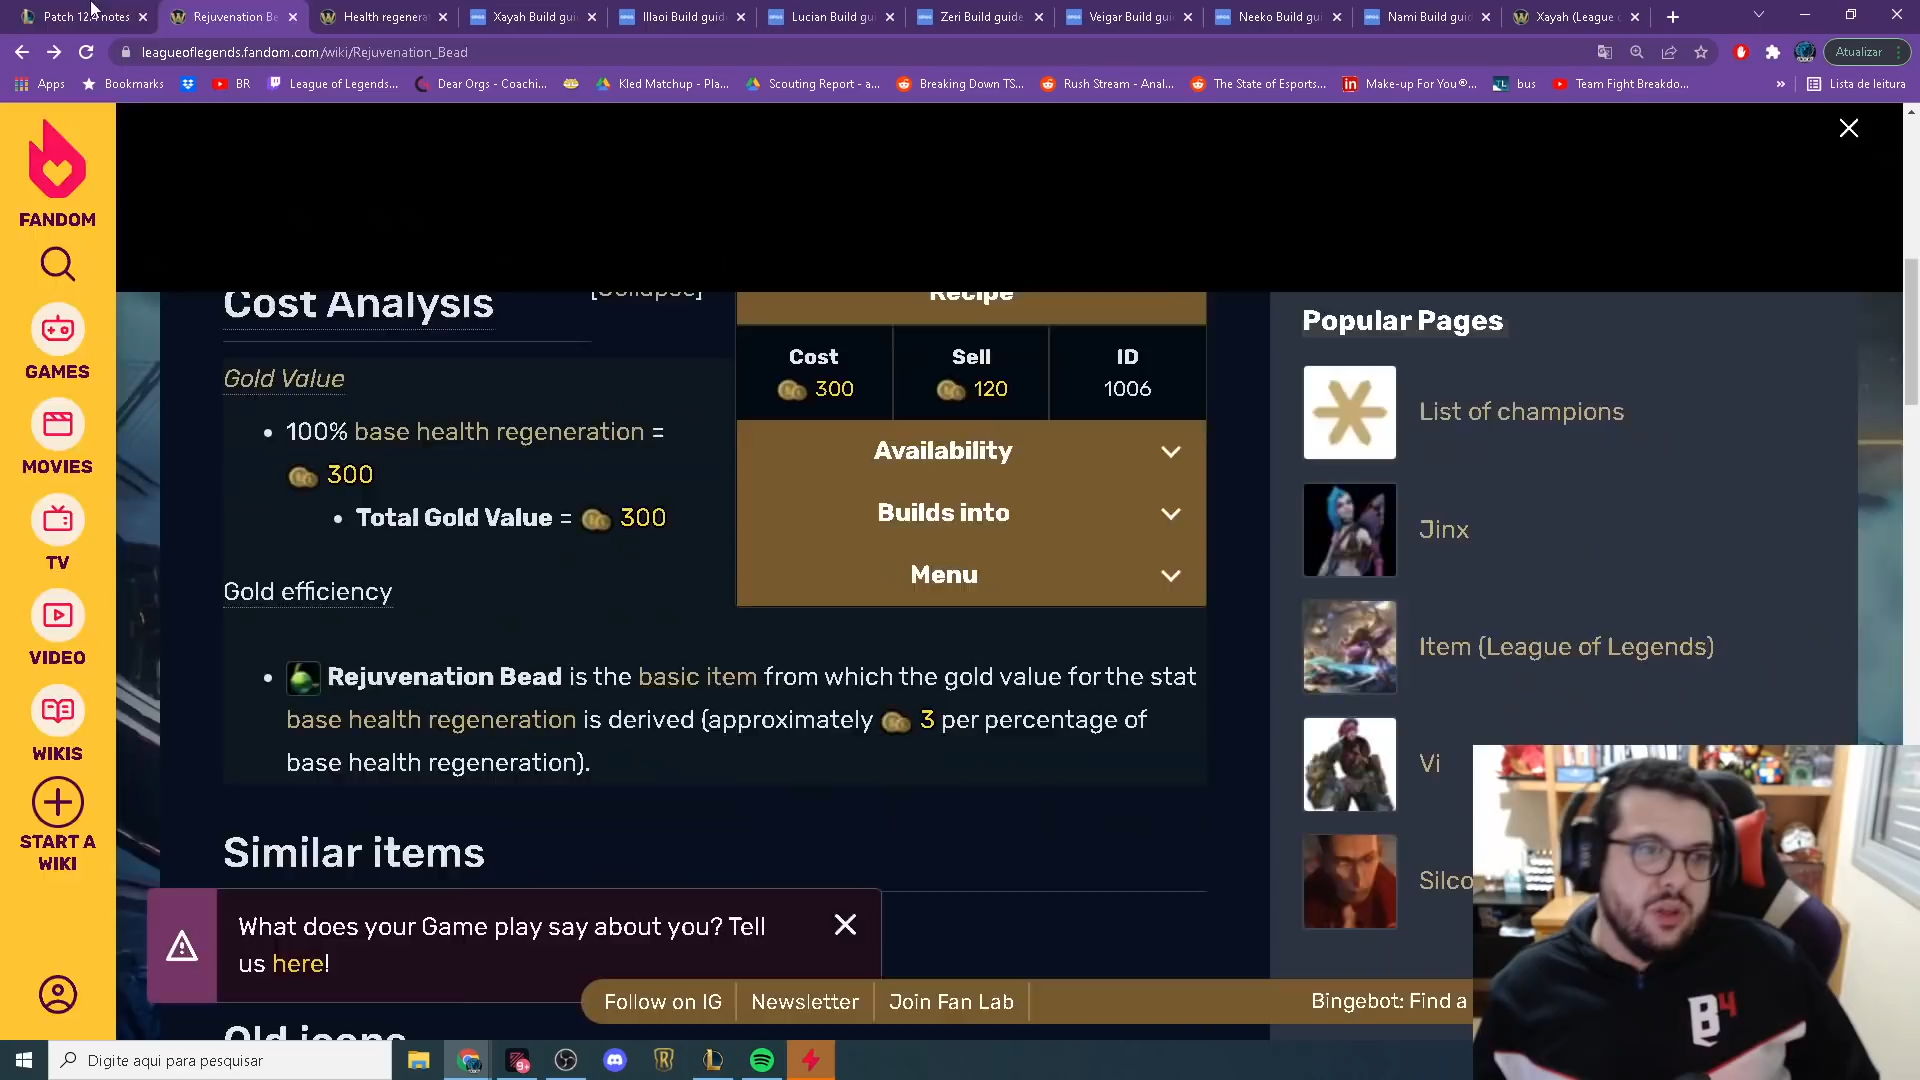 Patch 12.4 notes
Rejuvenation Be
Health regenera
Xayah Build gui
Illaoi Build guid
Lucian Build gu
Zeri Build guide
Veigar Build gui
Neeko Build gui
Nami Build guid
Xayah (League o
leagueoflegends.fandom.com/wiki/Rejuvenation_Bead
Atualizar
Apps
Bookmarks
BR
League of Legends...
Dear Orgs - Coachi...
Kled Matchup - Pla...
Scouting Report - a...
Breaking Down TS...
Rush Stream - Anal...
The State of Esports...
Make-up For You ®...
bus
Team Fight Breakdo...
»
Lista de leitura
FANDOM
GAMES
MOVIES
TV
VIDEO
WIKIS
START A
WIKI
Cost Analysis
[Collapse]
Gold Value
• 100% base health regeneration =
300
• Total Gold Value = 300
Gold efficiency
• Rejuvenation Bead is the basic item from which the gold value for the stat
base health regeneration is derived (approximately 3 per percentage of
base health regeneration).
Similar items
Old icons
Recipe
Cost
300
Sell
120
ID
1006
Availability
Builds into
Menu
Popular Pages
List of champions
Jinx
Item (League of Legends)
Vi
Silco
What does your Game play say about you? Tell
us here!
Follow on IG
Newsletter
Join Fan Lab
Bingebot: Find a
B4
Digite aqui para pesquisar
9+